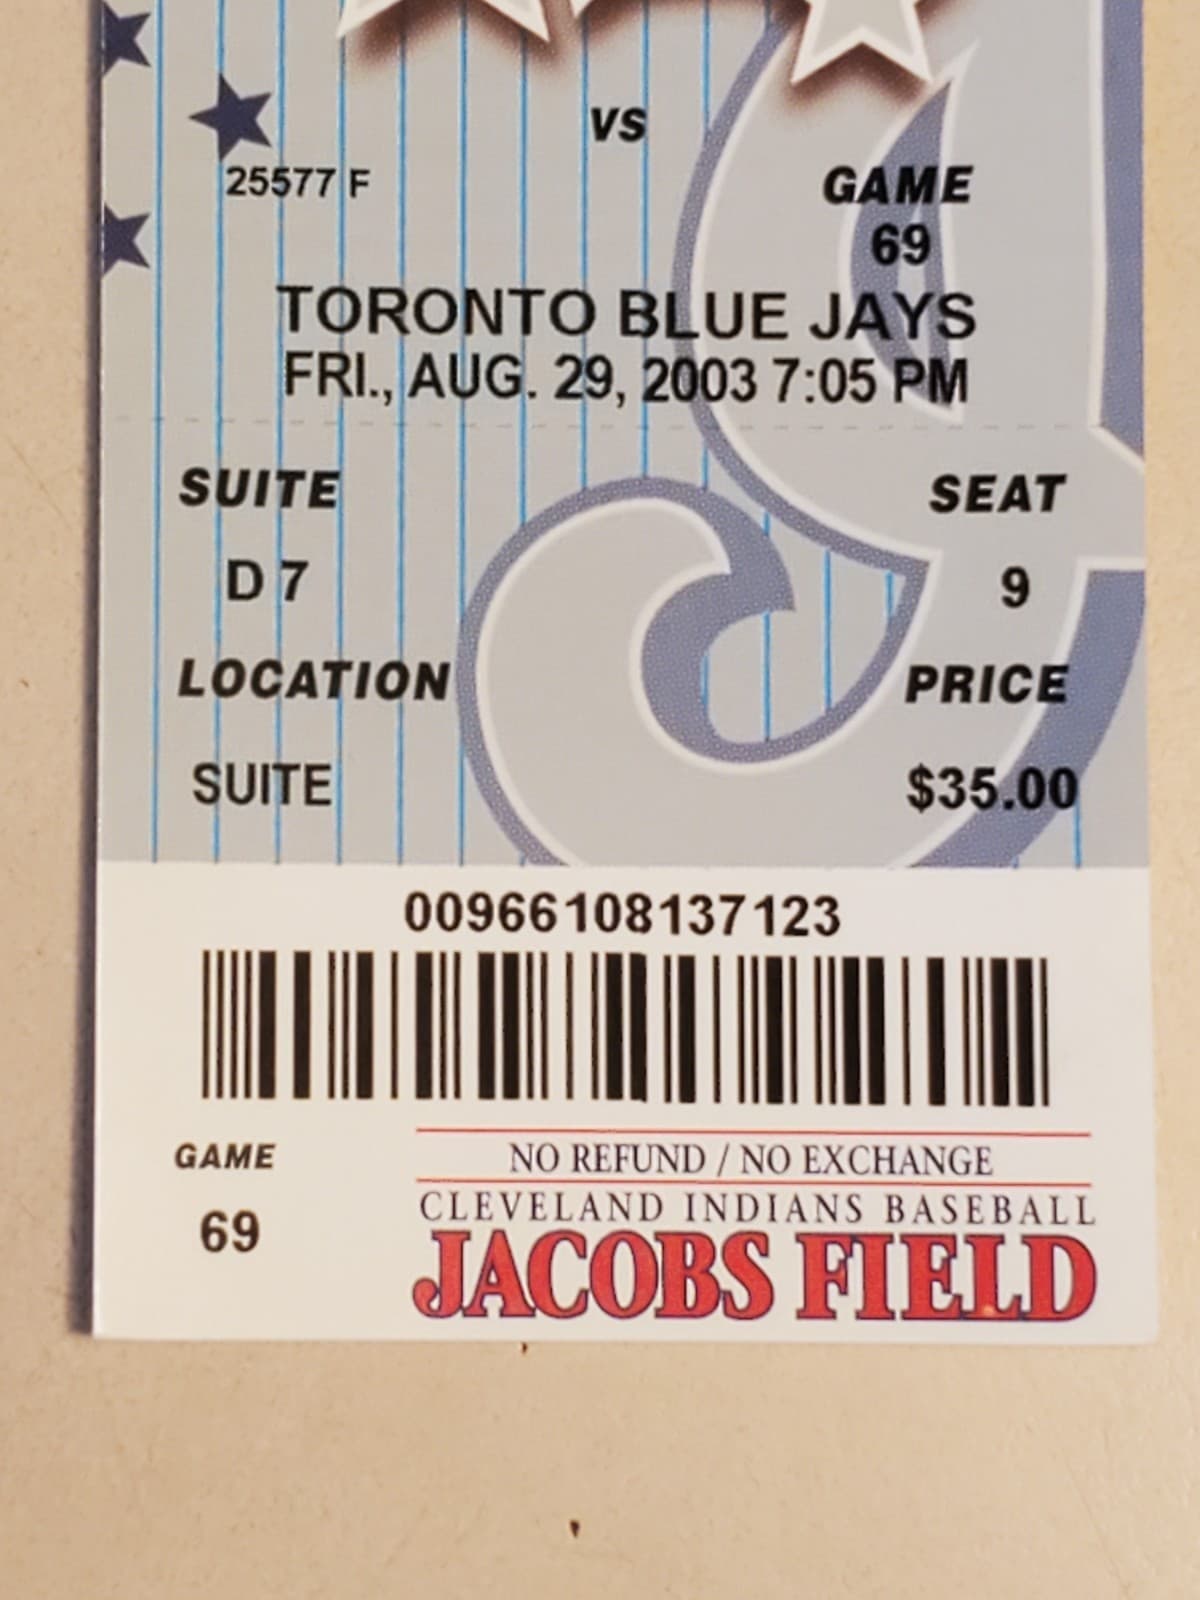 VS
25577 F
GAME
69
TORONTO BLUE JAYS
FRI., AUG. 29, 2003 7:05 PM
SUITE
SEAT
D 7
9
LOCATION
PRICE
SUITE
$35.00
00966108137123
GAME
69
NO REFUND / NO EXCHANGE
CLEVELAND INDIANS BASEBALL
JACOBS FIELD